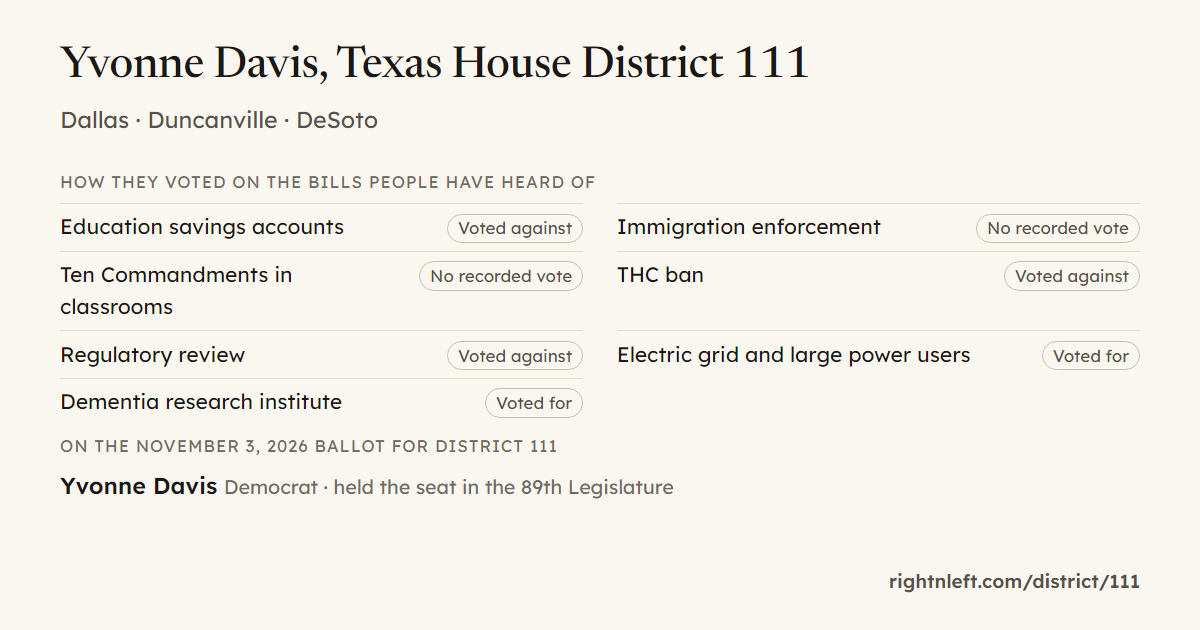 Yvonne Davis, Texas House District 111
Dallas · Duncanville · DeSoto
HOW THEY VOTED ON THE BILLS PEOPLE HAVE HEARD OF
Education savings accounts Voted against
Immigration enforcement No recorded vote
Ten Commandments in No recorded vote
classrooms
THC ban Voted against
Regulatory review Voted against
Electric grid and large power users Voted for
Dementia research institute Voted for
ON THE NOVEMBER 3, 2026 BALLOT FOR DISTRICT 111
Yvonne Davis Democrat · held the seat in the 89th Legislature
rightnleft.com/district/111